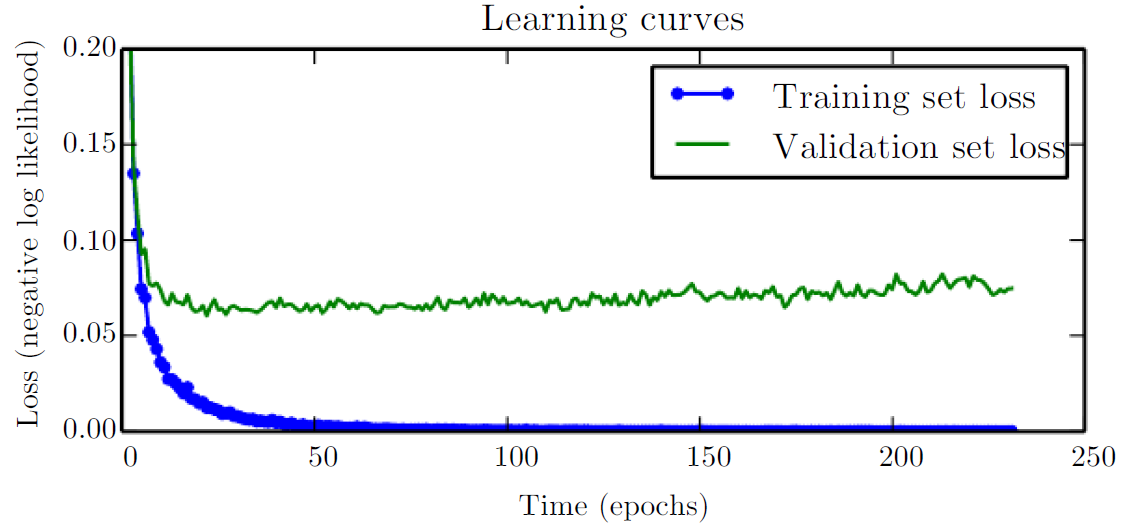 Learning curves
Loss (negative log likelihood)
0.20
0.15
0.10
0.05
0.00
Training set loss
Validation set loss
0 50 100 150 200 250
Time (epochs)